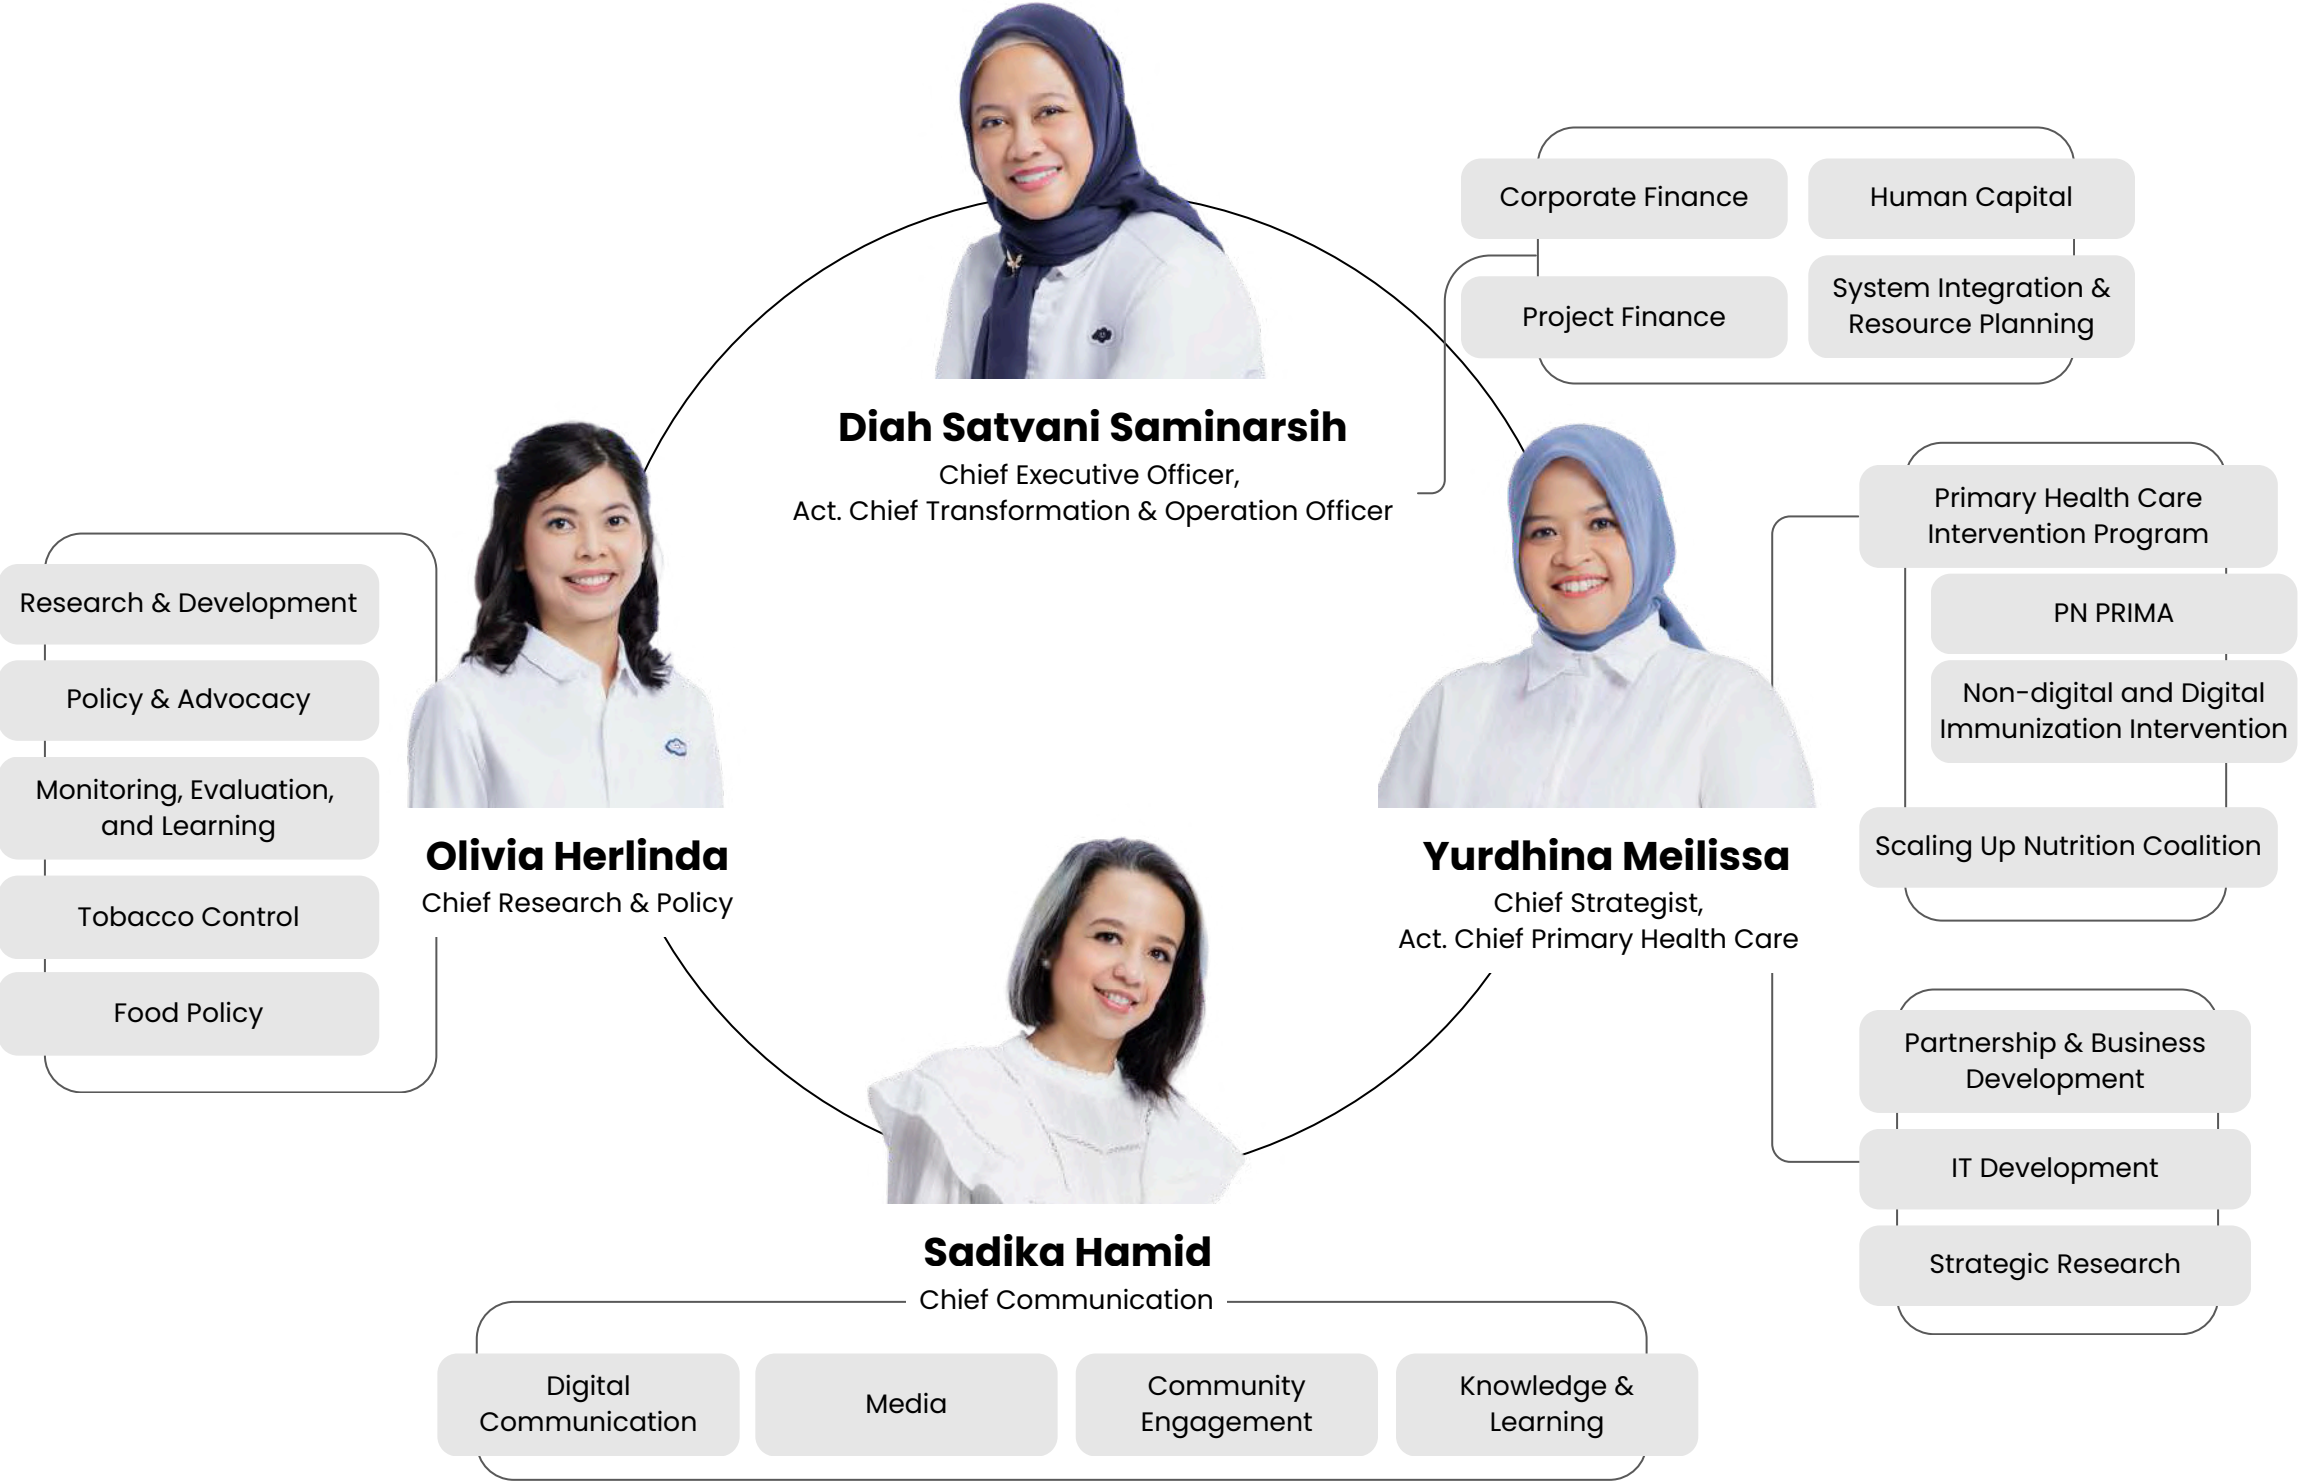 Corporate Finance
Human Capital
Project Finance
System Integration &
Resource Planning
Diah Satyani Saminarsih
Chief Executive Officer,
Act. Chief Transformation & Operation Officer
Research & Development
Policy & Advocacy
Monitoring, Evaluation,
and Learning
Tobacco Control
Food Policy
Olivia Herlinda
Chief Research & Policy
Yurdhina Meilissa
Chief Strategist,
Act. Chief Primary Health Care
Primary Health Care
Intervention Program
PN PRIMA
Non-digital and Digital
Immunization Intervention
Scaling Up Nutrition Coalition
Partnership & Business
Development
IT Development
Strategic Research
Sadika Hamid
Chief Communication
Digital
Communication
Media
Community
Engagement
Knowledge &
Learning